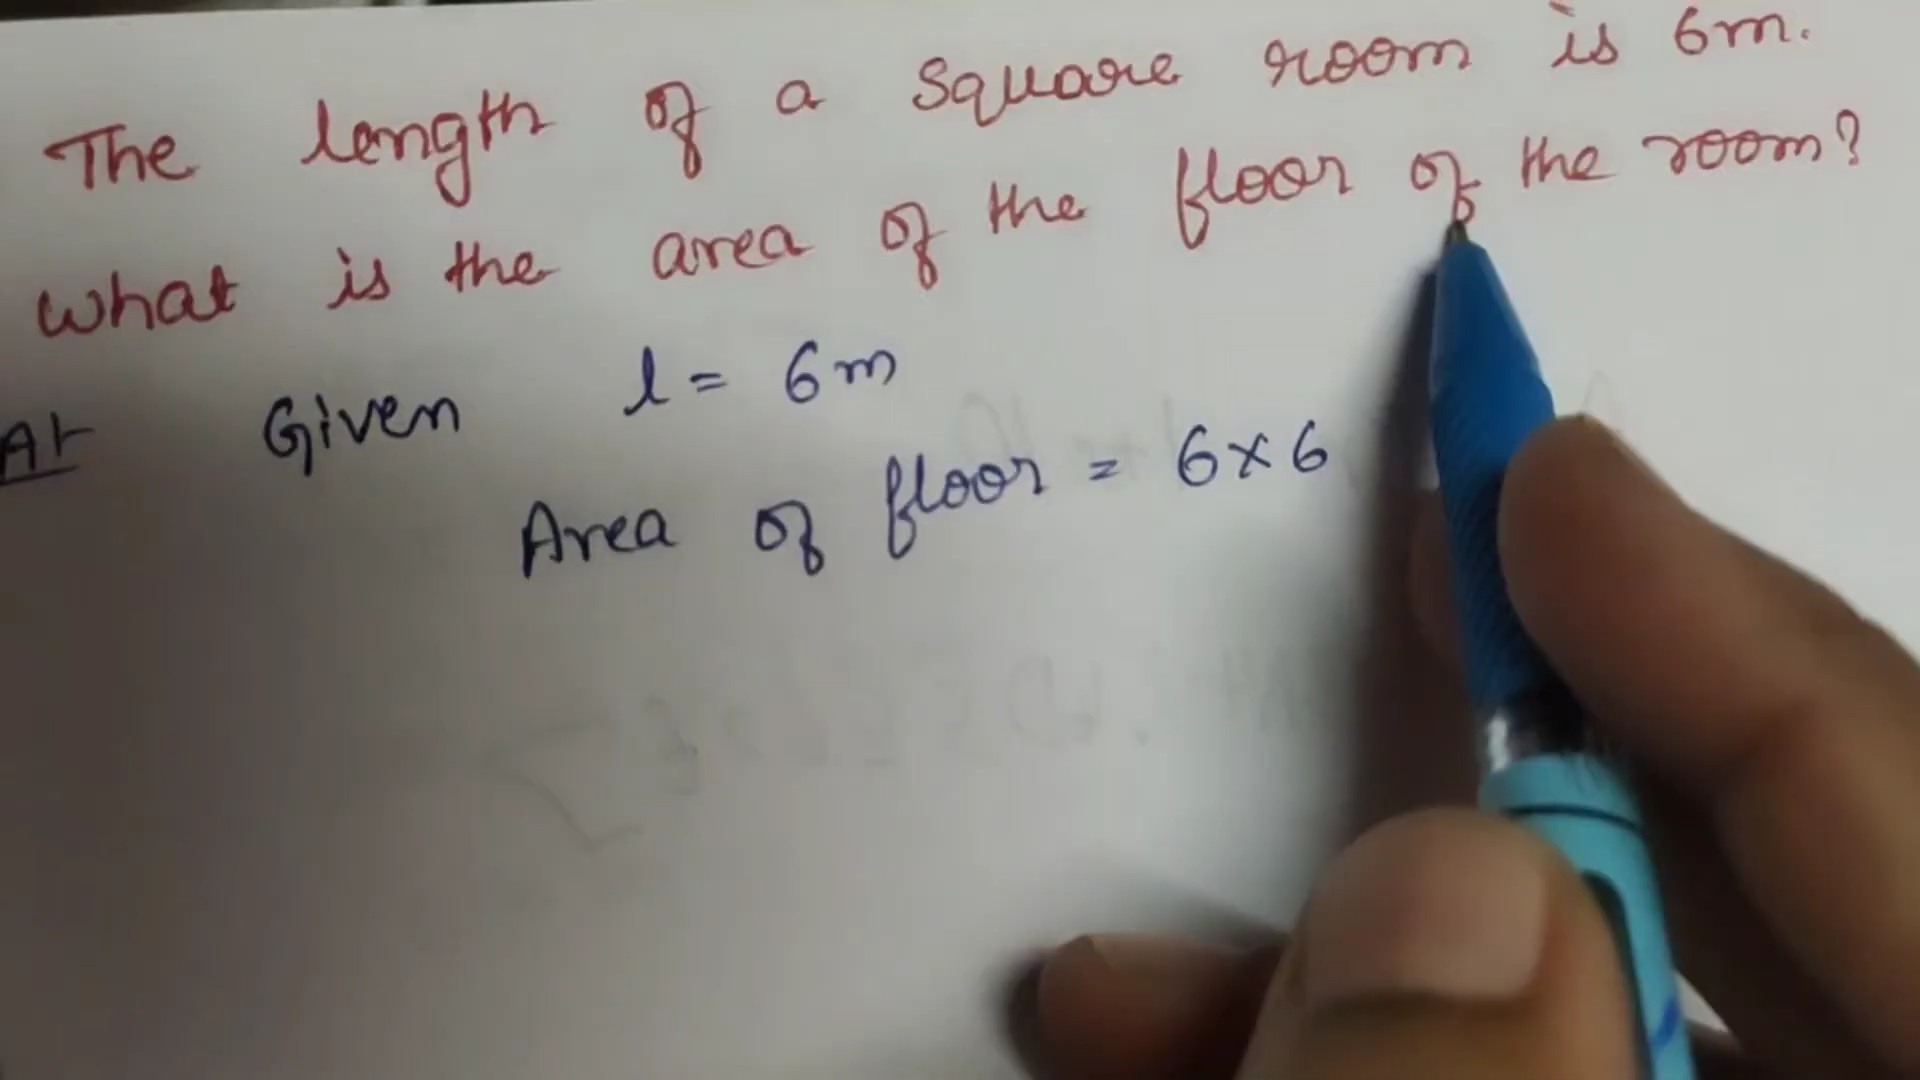 The length of a Square room is 6m.
What is the area of the floor of the room?
Given l = 6m
Area of floor = 6×6